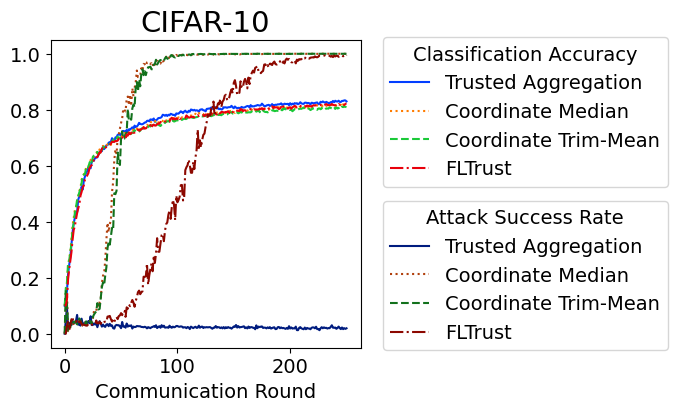 CIFAR-10
1.0
0.8
0.6
0.4
0.2
0.0
0
100
200
Communication Round
Classification Accuracy
Trusted Aggregation
Coordinate Median
Coordinate Trim-Mean
FLTrust
Attack Success Rate
Trusted Aggregation
Coordinate Median
Coordinate Trim-Mean
FLTrust